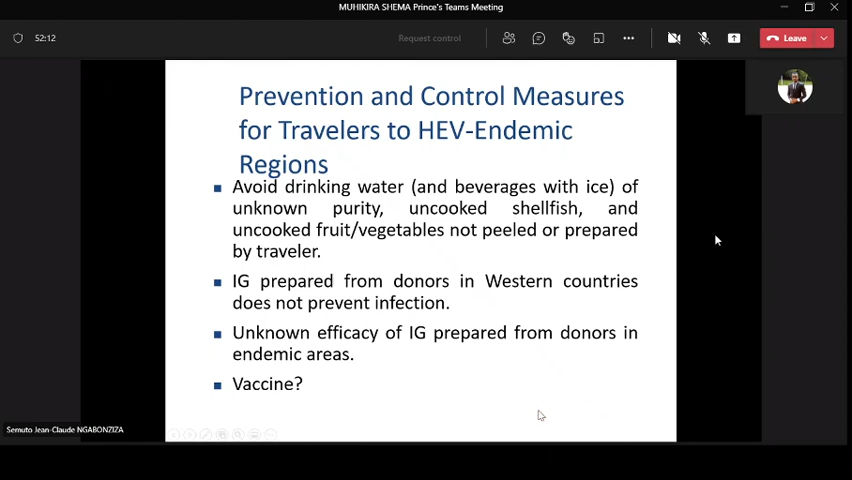 MUHIKIRA SHEMA Prince's Teams Meeting
52:12
Request control
Leave
Prevention and Control Measures
for Travelers to HEV-Endemic
Regions
Avoid drinking water (and beverages with ice) of
unknown purity, uncooked shellfish, and
uncooked fruit/vegetables not peeled or prepared
by traveler.
IG prepared from donors in Western countries
does not prevent infection.
Unknown efficacy of IG prepared from donors in
endemic areas.
Vaccine?
Semuto Jean-Claude NGABONZIZA